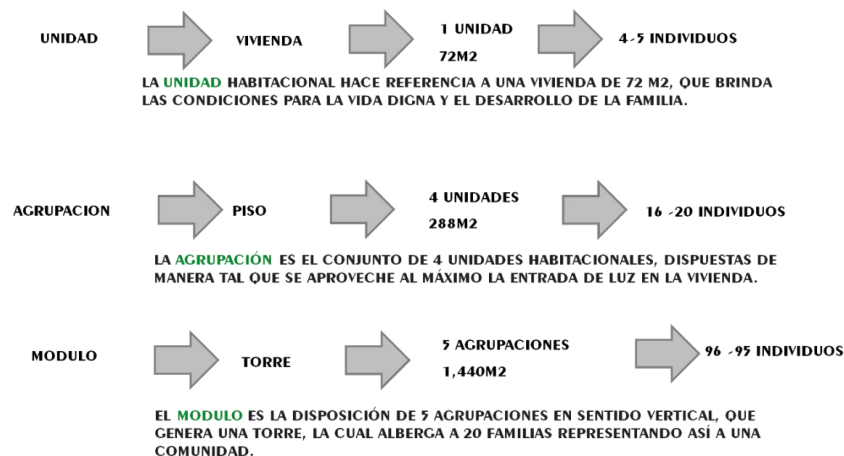 UNIDAD
VIVIENDA
1 UNIDAD
72M2
4-5 INDIVIDUOS
LA UNIDAD HABITACIONAL HACE REFERENCIA A UNA VIVIENDA DE 72 M2, QUE BRINDA
LAS CONDICIONES PARA LA VIDA DIGNA Y EL DESARROLLO DE LA FAMILIA.
AGRUPACION
PISO
4 UNIDADES
288M2
16 -20 INDIVIDUOS
LA AGRUPACIÓN ES EL CONJUNTO DE 4 UNIDADES HABITACIONALES, DISPUESTAS DE
MANERA TAL QUE SE APROVECHE AL MÁXIMO LA ENTRADA DE LUZ EN LA VIVIENDA.
MODULO
TORRE
5 AGRUPACIONES
1,440M2
96 -95 INDIVIDUOS
EL MODULO ES LA DISPOSICIÓN DE 5 AGRUPACIONES EN SENTIDO VERTICAL, QUE
GENERA UNA TORRE, LA CUAL ALBERGA A 20 FAMILIAS REPRESENTANDO ASÍ A UNA
COMUNIDAD.